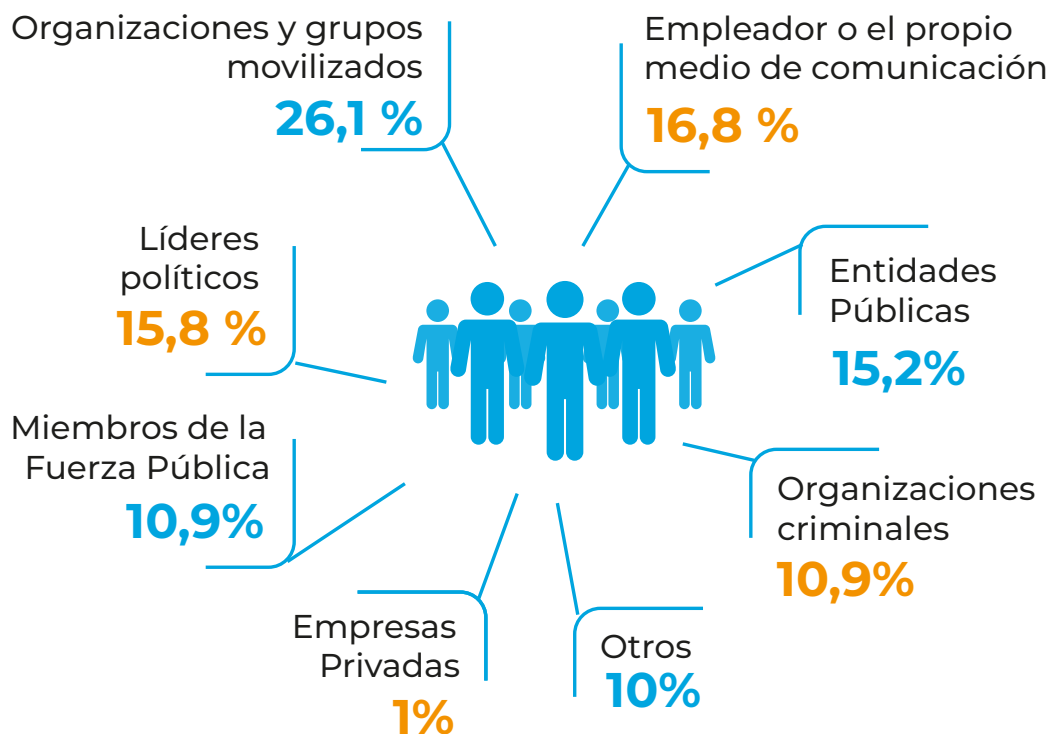 Organizaciones y grupos
movilizados
26,1 %
Empleador o el propio
medio de comunicación
16,8 %
Líderes
políticos
15,8 %
Entidades
Públicas
15,2%
Miembros de la
Fuerza Pública
10,9%
Organizaciones
criminales
10,9%
Empresas
Privadas
1%
Otros
10%